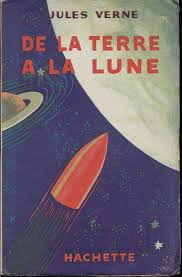 JULES VERNE
DE LA TERRE
A LA LUNE
HACHETTE